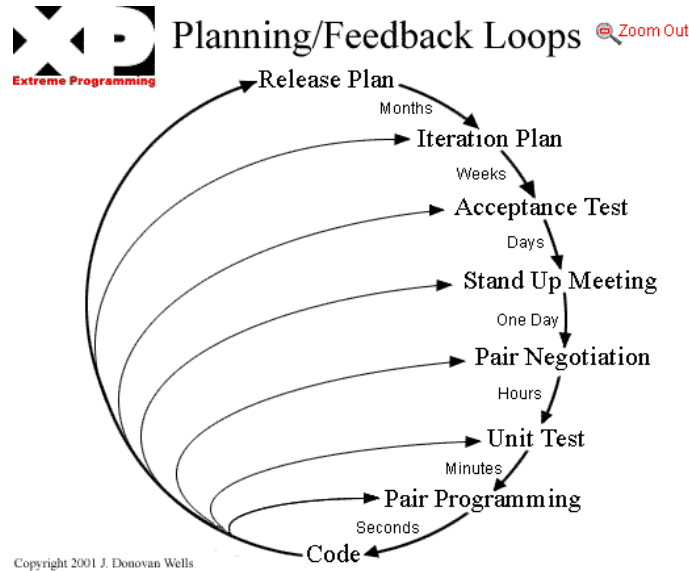 XP
Extreme Programming
Planning/Feedback Loops
Zoom Out
Release Plan
Months
Iteration Plan
Weeks
Acceptance Test
Days
Stand Up Meeting
One Day
Pair Negotiation
Hours
Unit Test
Minutes
Pair Programming
Seconds
Code
Copyright 2001 J. Donovan Wells